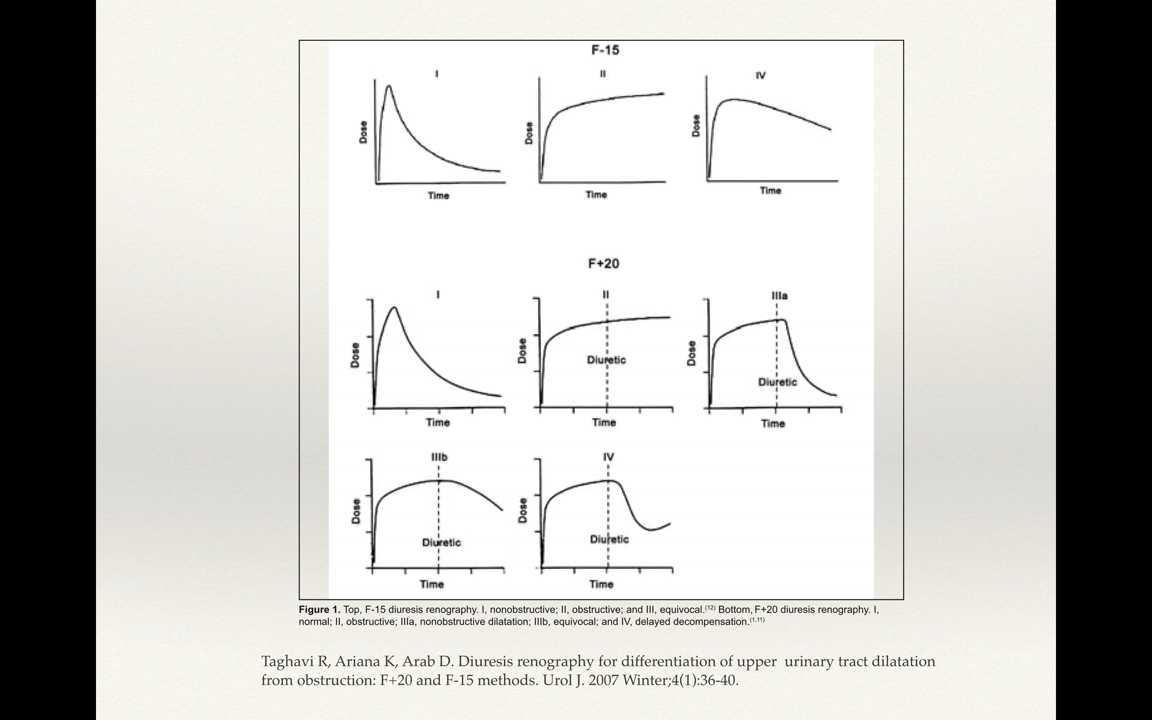 F-15
I
II
IV
Dose
Dose
Dose
Time
Time
Time
F+20
I
II
IIIa
Dose
Dose
Dose
Diuretic
Diuretic
Time
Time
Time
IIIb
IV
Dose
Dose
Diuretic
Diuretic
Time
Time
Figure 1. Top, F-15 diuresis renography. I, nonobstructive; II, obstructive; and III, equivocal.(12) Bottom, F+20 diuresis renography. I,
normal; II, obstructive; IIIa, nonobstructive dilatation; IIIb, equivocal; and IV, delayed decompensation.(1,11)
Taghavi R, Ariana K, Arab D. Diuresis renography for differentiation of upper urinary tract dilatation
from obstruction: F+20 and F-15 methods. Urol J. 2007 Winter;4(1):36-40.